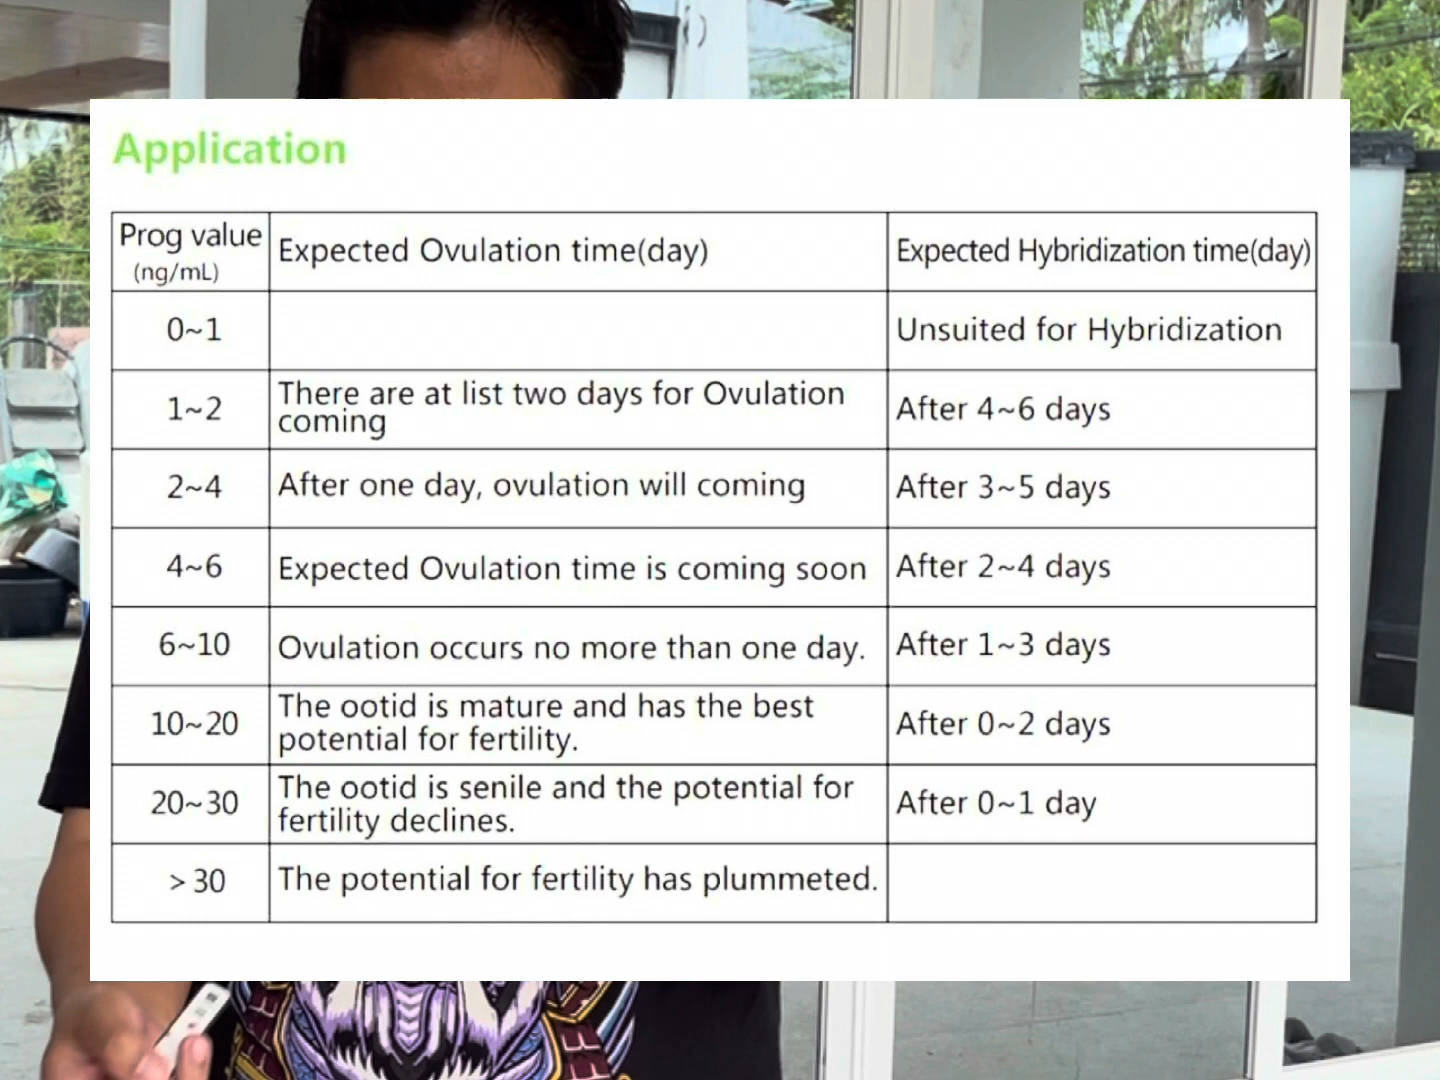 Application
Prog value
(ng/mL)
Expected Ovulation time(day)
Expected Hybridization time(day)
0~1
Unsuited for Hybridization
1~2
There are at list two days for Ovulation
coming
After 4~6 days
2~4
After one day, ovulation will coming
After 3~5 days
4~6
Expected Ovulation time is coming soon
After 2~4 days
6~10
Ovulation occurs no more than one day.
After 1~3 days
10~20
The ootid is mature and has the best
potential for fertility.
After 0~2 days
20~30
The ootid is senile and the potential for
fertility declines.
After 0~1 day
> 30
The potential for fertility has plummeted.